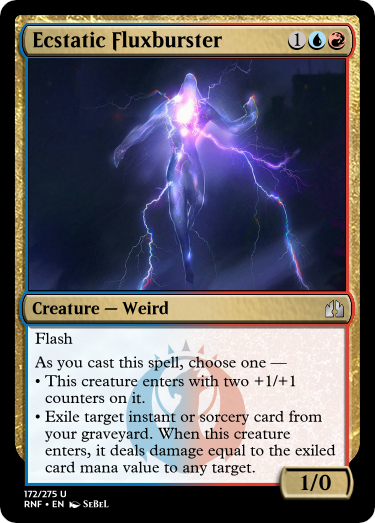 Ecstatic Fluxburster 1
Creature — Weird
Flash
As you cast this spell, choose one —
• This creature enters with two +1/+1
counters on it.
• Exile target instant or sorcery card from
your graveyard. When this creature
enters, it deals damage equal to the exiled
card mana value to any target.
1/0
172/275 U
RNF • EN SEBEL